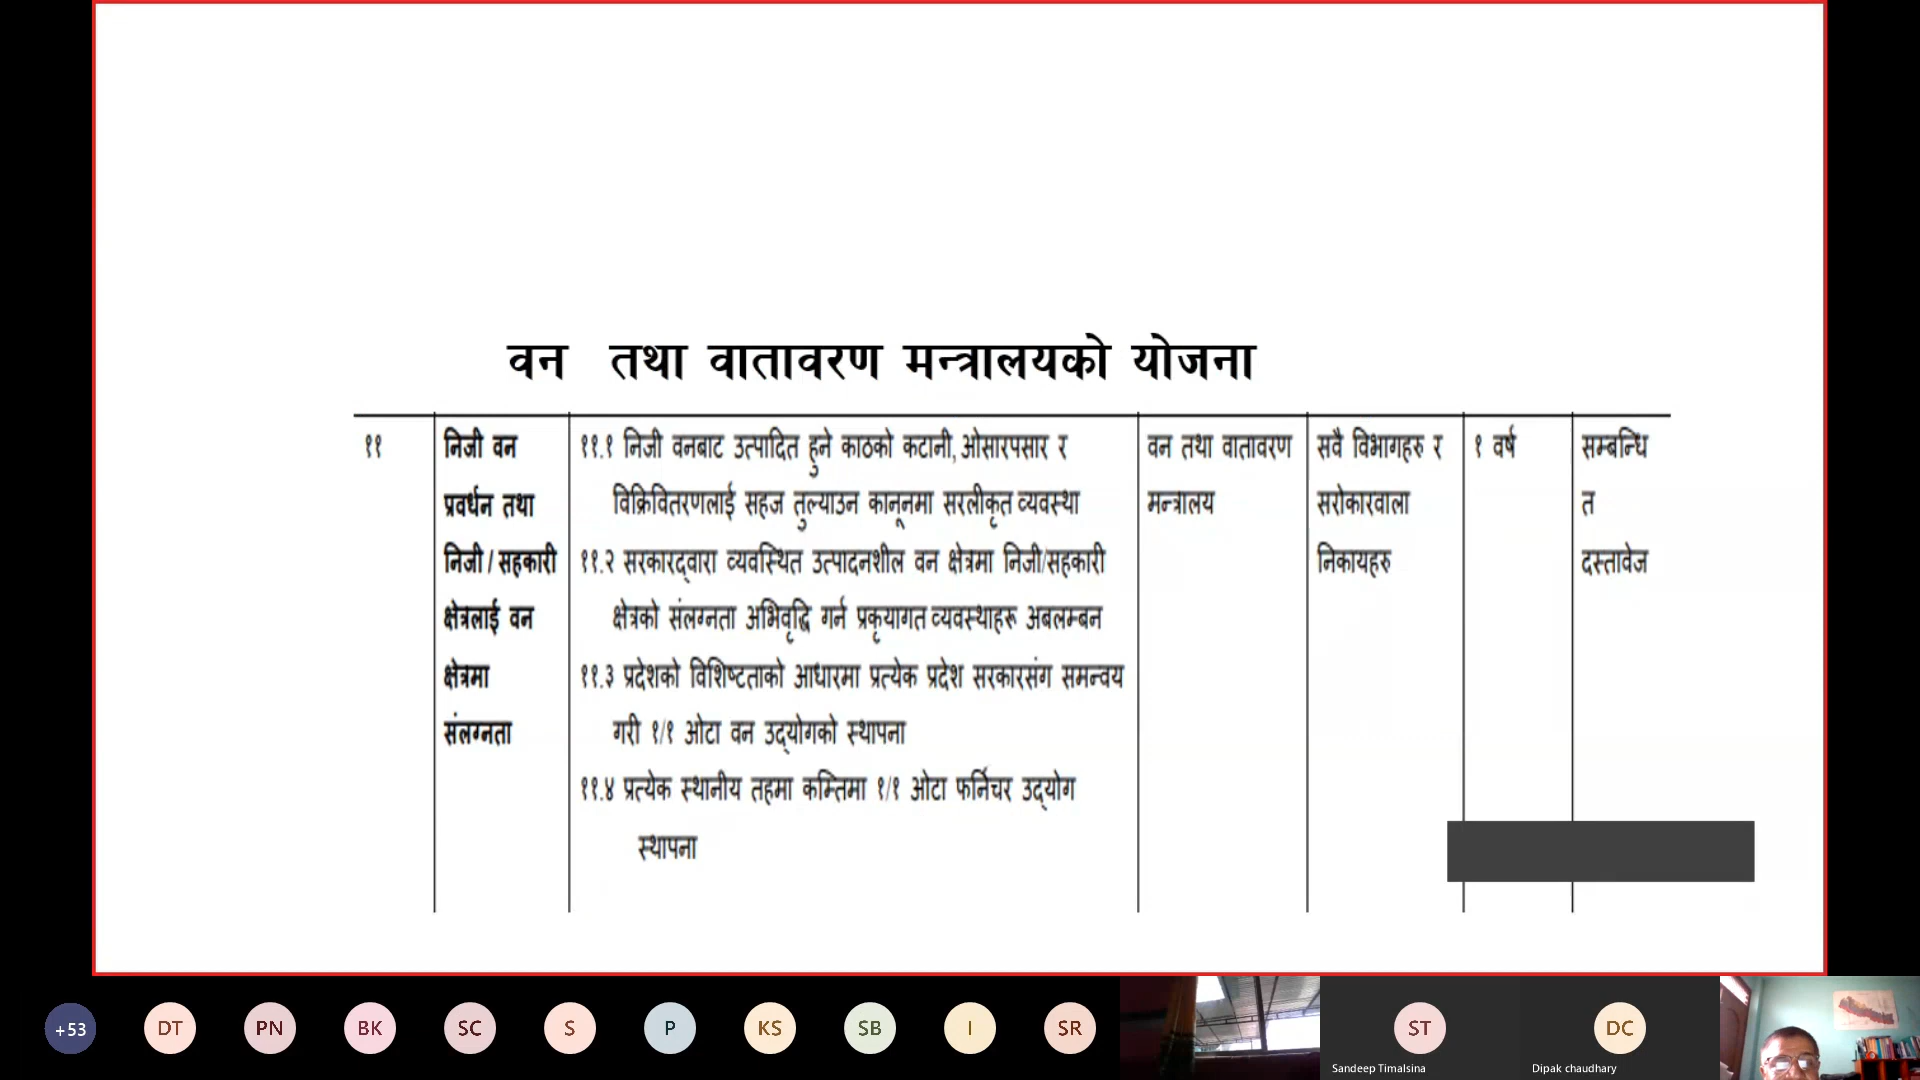 वन तथा वातावरण मन्त्रालयको योजना
११
निजी वन
प्रवर्धन तथा
निजी / सहकारी
क्षेत्रलाई वन
क्षेत्रमा
संलग्नता
११.१ निजी वनबाट उत्पादित हुने काठको कटानी, ओसारपसार र
विक्रिवितरणलाई सहज तुल्याउन कानूनमा सरलीकृत व्यवस्था
११.२ सरकारद्वारा व्यवस्थित उत्पादनशील वन क्षेत्रमा निजी/सहकारी
क्षेत्रको संलग्नता अभिवृद्धि गर्न प्रकृयागत व्यवस्थाहरू अबलम्बन
११.३ प्रदेशको विशिष्टताको आधारमा प्रत्येक प्रदेश सरकारसंग समन्वय
गरी १/१ ओटा वन उद्योगको स्थापना
११.४ प्रत्येक स्थानीय तहमा कम्तिमा १/१ ओटा फर्निचर उद्योग
स्थापना
वन तथा वातावरण
मन्त्रालय
सवै विभागहरु र
सरोकारवाला
निकायहरु
१ वर्ष
सम्बन्धि
त
दस्तावेज
+53
DT
PN
BK
SC
S
P
KS
SB
I
SR
ST
Sandeep Timalsina
DC
Dipak chaudhary